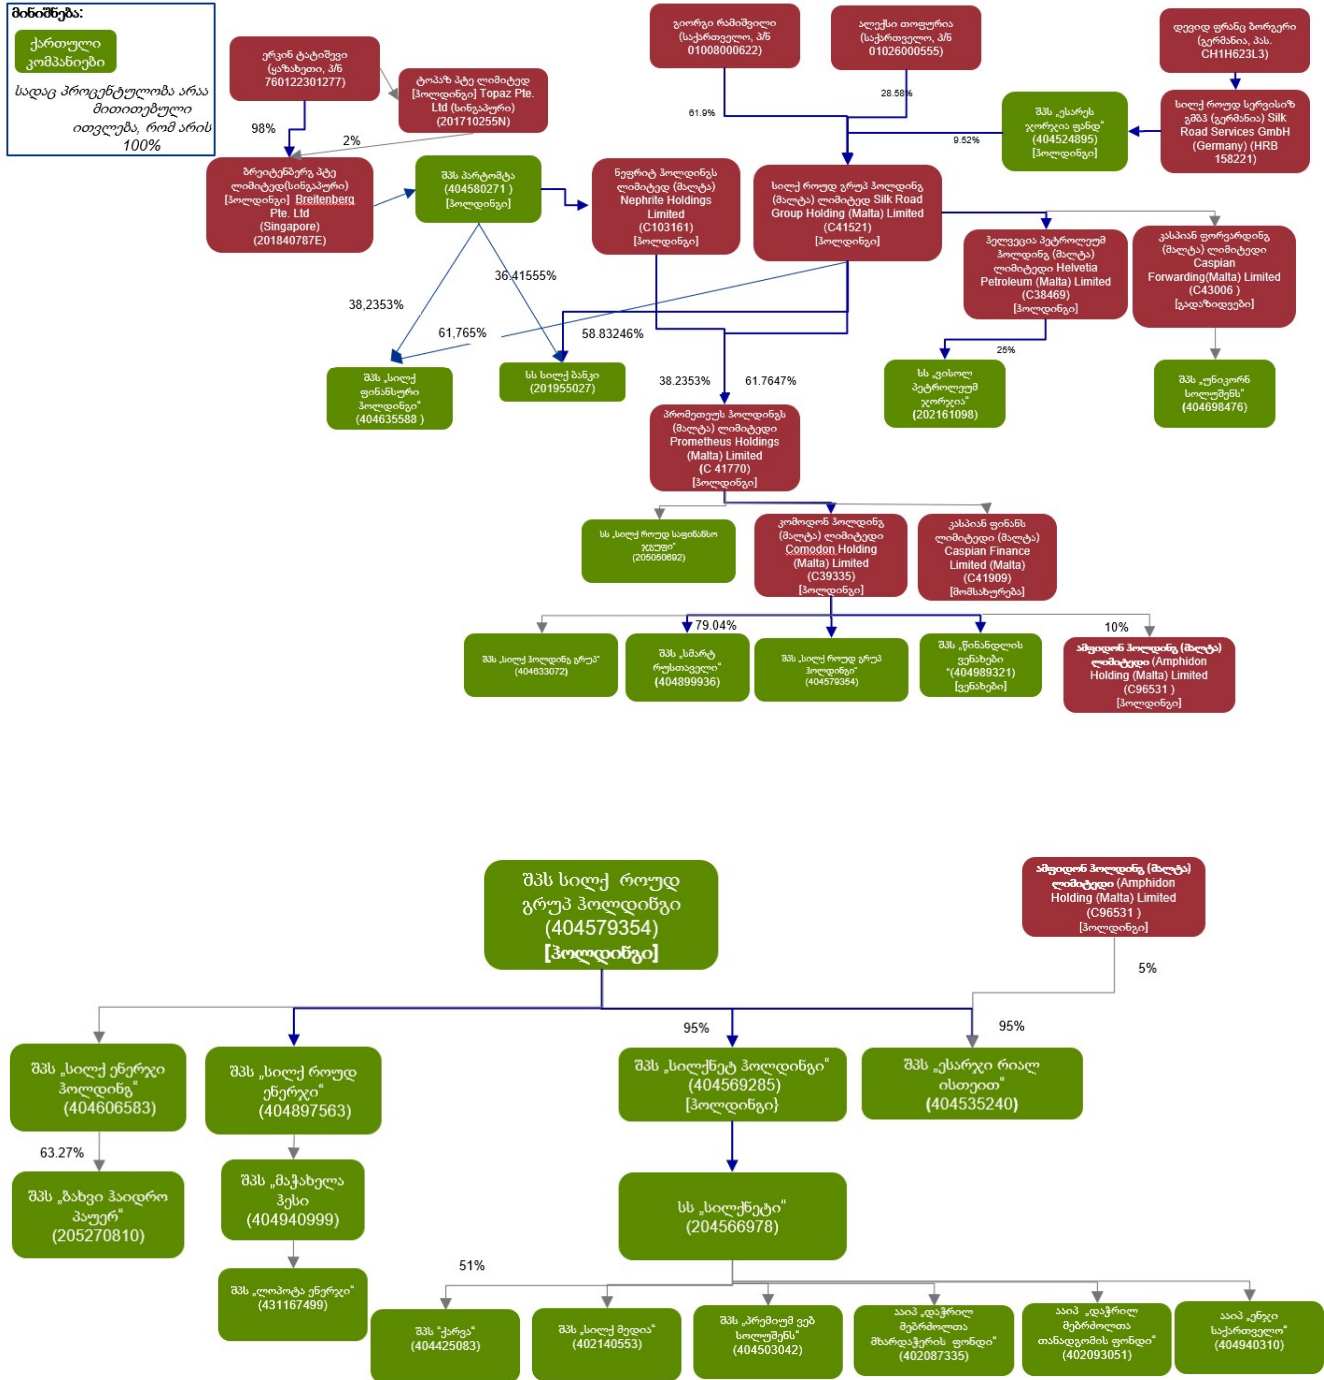 მინიშნება:
ქართული
კომპანიები
სადაც პროცენტულობა არაა
მითითებული
ითვლება, რომ არის
100%
ერკინ ტატიშევი
(ყაზახეთი, პ/ნ
760122301277)
ტოპაზ პტე ლიმიტედ
[ჰოლდინგი] Topaz Pte.
Ltd (სინგაპური)
(201710255N)
98%
2%
ბრეიტენბერგ პტე
ლიმიტედ(სინგაპური)
[ჰოლდინგი] Breitenberg
Pte. Ltd
(Singapore)
(201840787E)
შპს პარტომტა
(404580271 )
[ჰოლდინგი]
გიორგი რამიშვილი
(საქართველო, პ/ნ
01008000622)
ალექსი თოფურია
(საქართველო, პ/ნ
01026000555)
დევიდ ფრანც ბორგერი
(გერმანია, პას.
CH1H623L3)
61.9%
28.58%
9.52%
შპს „ესარეს
ჯორჯია ფანდ“
(404524895)
[ჰოლდინგი]
სილქ როუდ სერვისიზ
გმბჰ (გერმანია) Silk
Road Services GmbH
(Germany) (HRB
158221)
ნეფრიტ ჰოლდინგს
ლიმიტედ (მალტა)
Nephrite Holdings
Limited
(C103161)
[ჰოლდინგი]
სილქ როუდ გრუპ ჰოლდინგ
(მალტა) ლიმიტედ Silk Road
Group Holding (Malta) Limited
(C41521)
[ჰოლდინგი]
ჰელვეცია პეტროლეუმ
ჰოლდინგ (მალტა)
ლიმიტედი Helvetia
Petroleum (Malta) Limited
(C38469)
[ჰოლდინგი]
კასპიან ფორვარდინგ
(მალტა) ლიმიტედი
Caspian
Forwarding(Malta) Limited
(C43006 )
[გადაზიდვები]
38,2353%
36.41555%
61,765%
58.83246%
25%
შპს „სილქ
ფინანსური
ჰოლდინგი“
(404635588 )
სს სილქ ბანკი
(201955027)
სს „ვისოლ
პეტროლეუმ
ჯორჯია“
(202161098)
შპს „უნიკორნ
სოლუშენს“
(404698476)
38.2353%
61.7647%
პრომეთეუს ჰოლდინგს
(მალტა) ლიმიტედი
Prometheus Holdings
(Malta) Limited
(C 41770)
[ჰოლდინგი]
სს „სილქ როუდ საფინანსო
ჯგუფი“
(205050692)
კომოდონ ჰოლდინგ
(მალტა) ლიმიტედი
Comodon Holding
(Malta) Limited
(C39335)
[ჰოლდინგი]
კასპიან ფინანს
ლიმიტედი (მალტა)
Caspian Finance
Limited (Malta)
(C41909)
[მომსახურება]
79.04%
10%
შპს „სილქ ჰოლდინგ გრუპ“
(404633072)
შპს „სმარტ
რუსთაველი“
(404899936)
შპს „სილქ როუდ გრუპ
ჰოლდინგი“
(404579354)
შპს „წინანდლის
ვენახები
“(404989321)
[ვენახები]
ამფიდონ ჰოლდინგ (მალტა)
ლიმიტედი (Amphidon
Holding (Malta) Limited
(C96531 )
[ჰოლდინგი]
შპს სილქ როუდ
გრუპ ჰოლდინგი
(404579354)
[ჰოლდინგი]
ამფიდონ ჰოლდინგ (მალტა)
ლიმიტედი (Amphidon
Holding (Malta) Limited
(C96531 )
[ჰოლდინგი]
5%
95%
95%
შპს „სილქ ენერჯი
ჰოლდინგ“
(404606583)
შპს „სილქ როუდ
ენერჯი“
(404897563)
შპს „სილქნეტ ჰოლდინგი“
(404569285)
[ჰოლდინგი}
შპს „ესარჯი რიალ
ისთეით“
(404535240)
63.27%
შპს „ბახვი ჰაიდრო
პაუერ“
(205270810)
შპს „მაჭახელა
ჰესი
(404940999)
სს „სილქნეტი“
(204566978)
51%
შპს „ლოპოტა ენერჯი“
(431167499)
შპს “ქარვა“
(404425083)
შპს „სილქ მედია“
(402140553)
შპს „პრემიუმ ვებ
სოლუშენს“
(404503042)
ააიპ „დაჭრილ
მებრძოლთა
მხარდაჭერის ფონდი“
(402087335)
ააიპ „დაჭრილ
მებრძოლთა
თანადგომის ფონდი“
(402093051)
ააიპ „ენჯი
საქართველო“
(404940310)